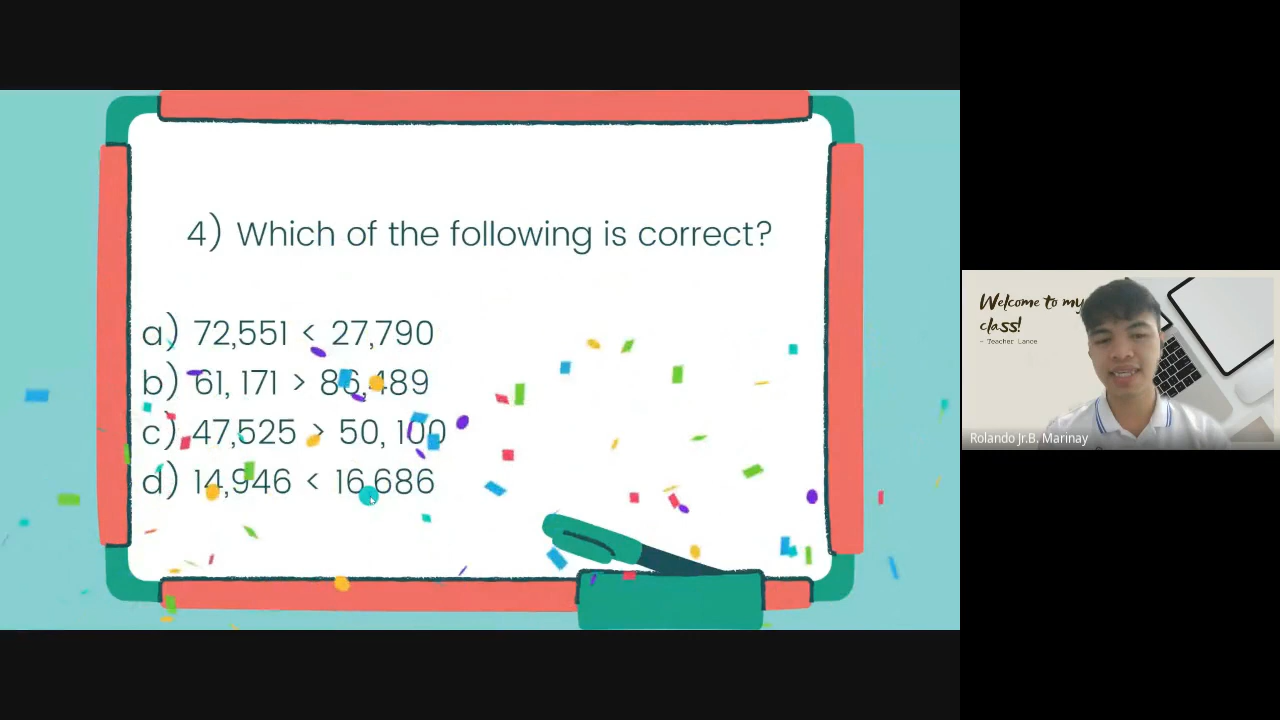 4) Which of the following is correct?
a) 72,551 < 27,790
b) 61, 171 > 86,489
c) 47,525 > 50, 100
d) 14,946 < 16,686
Welcome to my
class!
- Teacher Lance
Rolando Jr.B. Marinay